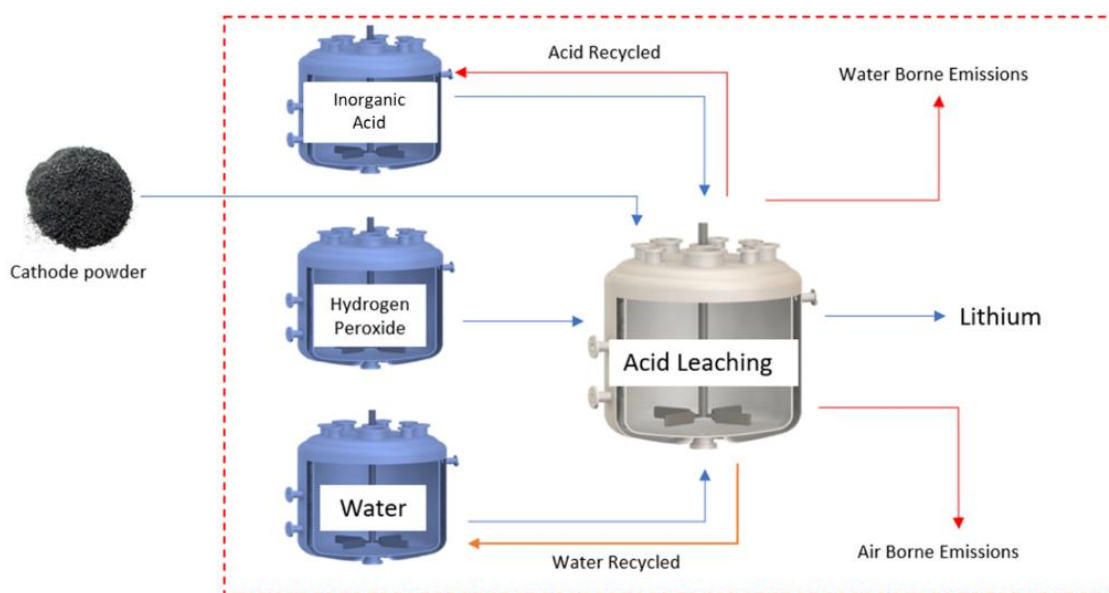 Acid Recycled
Water Borne Emissions
Inorganic
Acid
Cathode powder
Hydrogen
Peroxide
Lithium
Acid Leaching
Water
Water Recycled
Air Borne Emissions